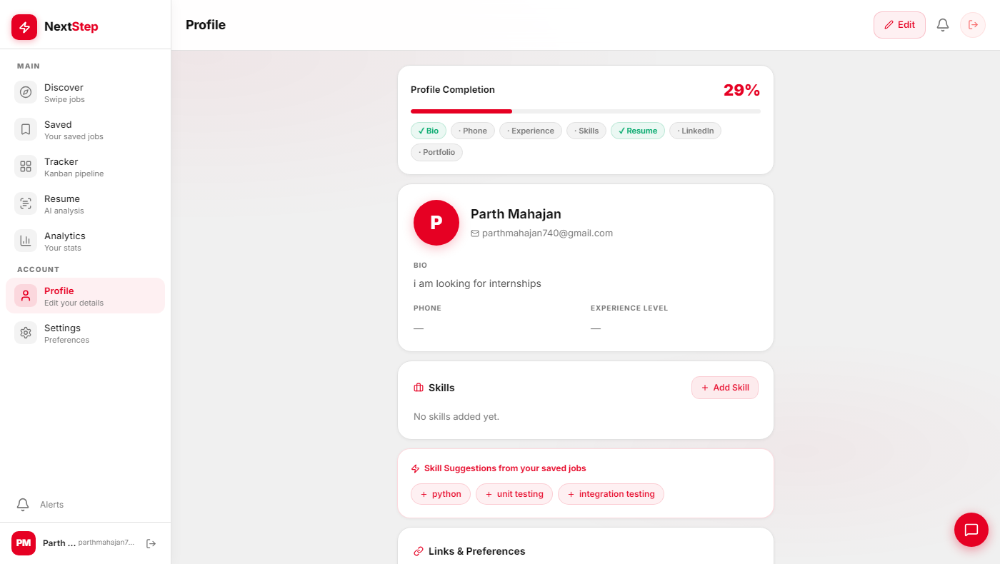 NextStep
MAIN
Discover
Swipe jobs
Saved
Your saved jobs
Tracker
Kanban pipeline
Resume
AI analysis
Analytics
Your stats
ACCOUNT
Profile
Edit your details
Settings
Preferences
Alerts
PM Parth ... parthmahajan7...
Profile
Edit
Profile Completion 29%
✓ Bio · Phone · Experience · Skills ✓ Resume · LinkedIn
· Portfolio
P
Parth Mahajan
parthmahajan740@gmail.com
BIO
i am looking for internships
PHONE EXPERIENCE LEVEL
— —
Skills + Add Skill
No skills added yet.
Skill Suggestions from your saved jobs
+ python + unit testing + integration testing
Links & Preferences